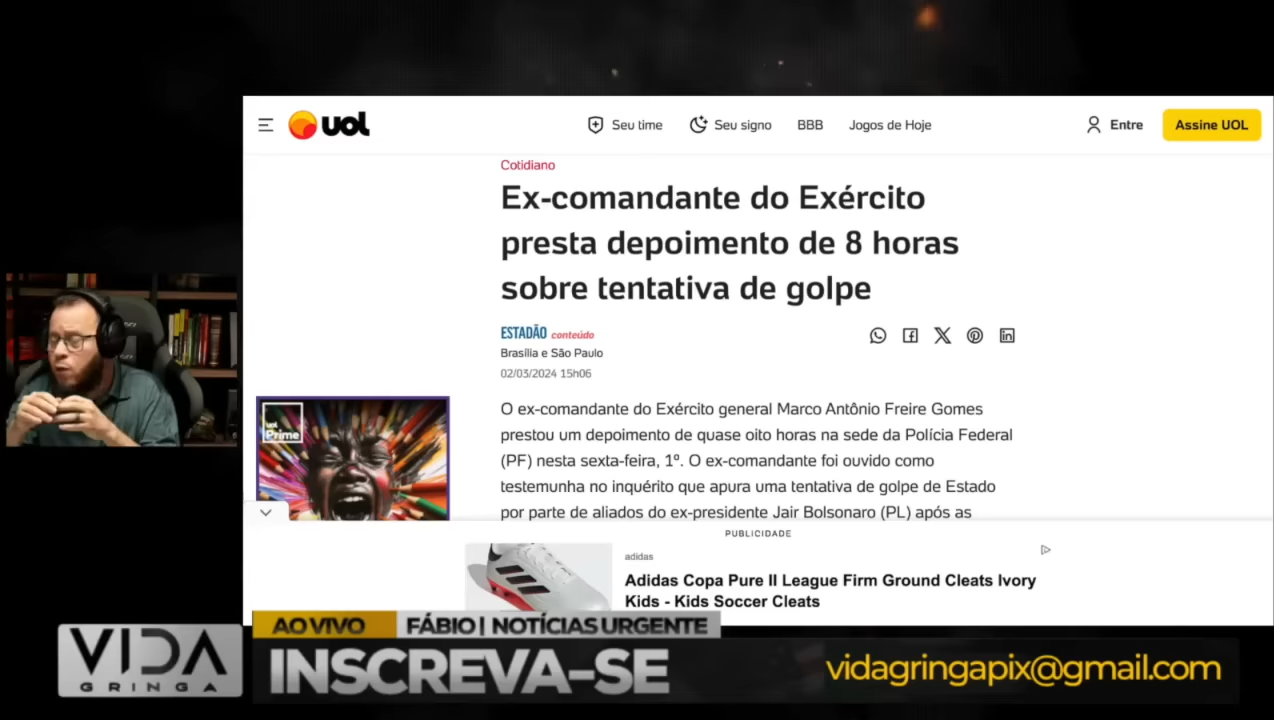 uol
Seu time
Seu signo
BBB
Jogos de Hoje
Entre
Assine UOL
Cotidiano
Ex-comandante do Exército
presta depoimento de 8 horas
sobre tentativa de golpe
ESTADÃO conteúdo
Brasília e São Paulo
02/03/2024 15h06
O ex-comandante do Exército general Marco Antônio Freire Gomes
prestou um depoimento de quase oito horas na sede da Polícia Federal
(PF) nesta sexta-feira, 1º. O ex-comandante foi ouvido como
testemunha no inquérito que apura uma tentativa de golpe de Estado
por parte de aliados do ex-presidente Jair Bolsonaro (PL) após as
uol
Prime
PUBLICIDADE
adidas
Adidas Copa Pure II League Firm Ground Cleats Ivory
Kids - Kids Soccer Cleats
AO VIVO
FÁBIO | NOTÍCIAS URGENTE
VIDA
GRINGA
INSCREVA-SE
vidagringapix@gmail.com